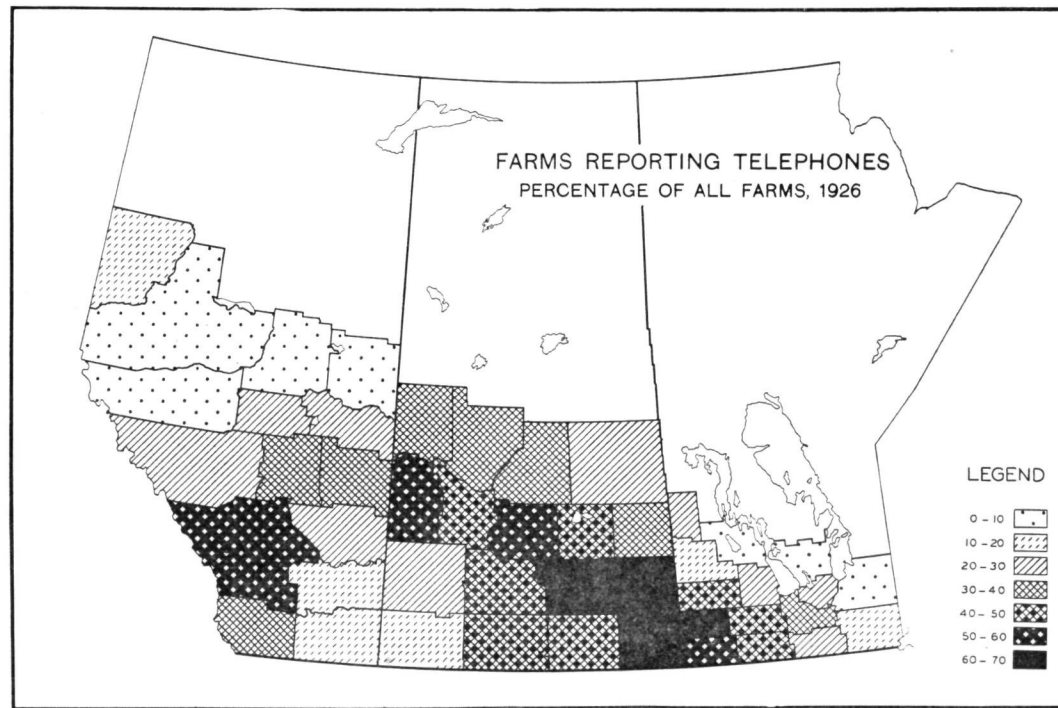 FARMS REPORTING TELEPHONES
PERCENTAGE OF ALL FARMS, 1926
LEGEND
0 – 10
10 – 20
20 – 30
30 – 40
40 – 50
50 – 60
60 – 70